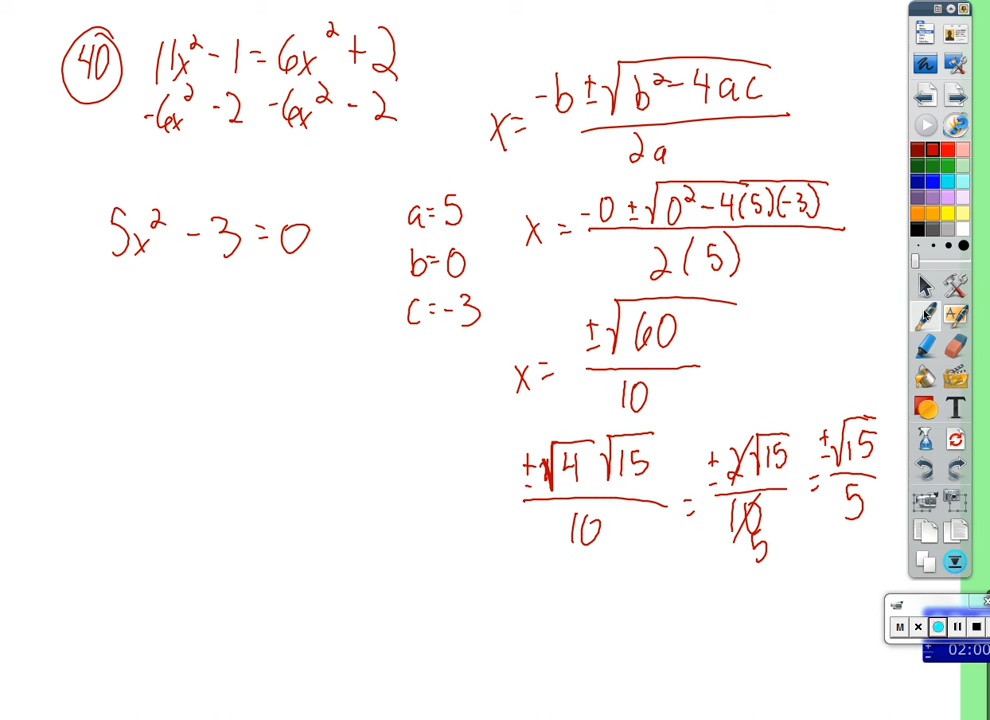 40 11x² - 1 = 6x² + 2
-6x² - 2 -6x² - 2
5x² - 3 = 0
a = 5
b = 0
c = -3
x = (-b ± √(b² - 4ac)) / 2a
x = (-0 ± √(0² - 4(5)(-3))) / 2(5)
x = ±√60 / 10
±√4 √15 / 10 = ±2√15 / 10 5 = ±√15 / 5
A
T
M
02:00